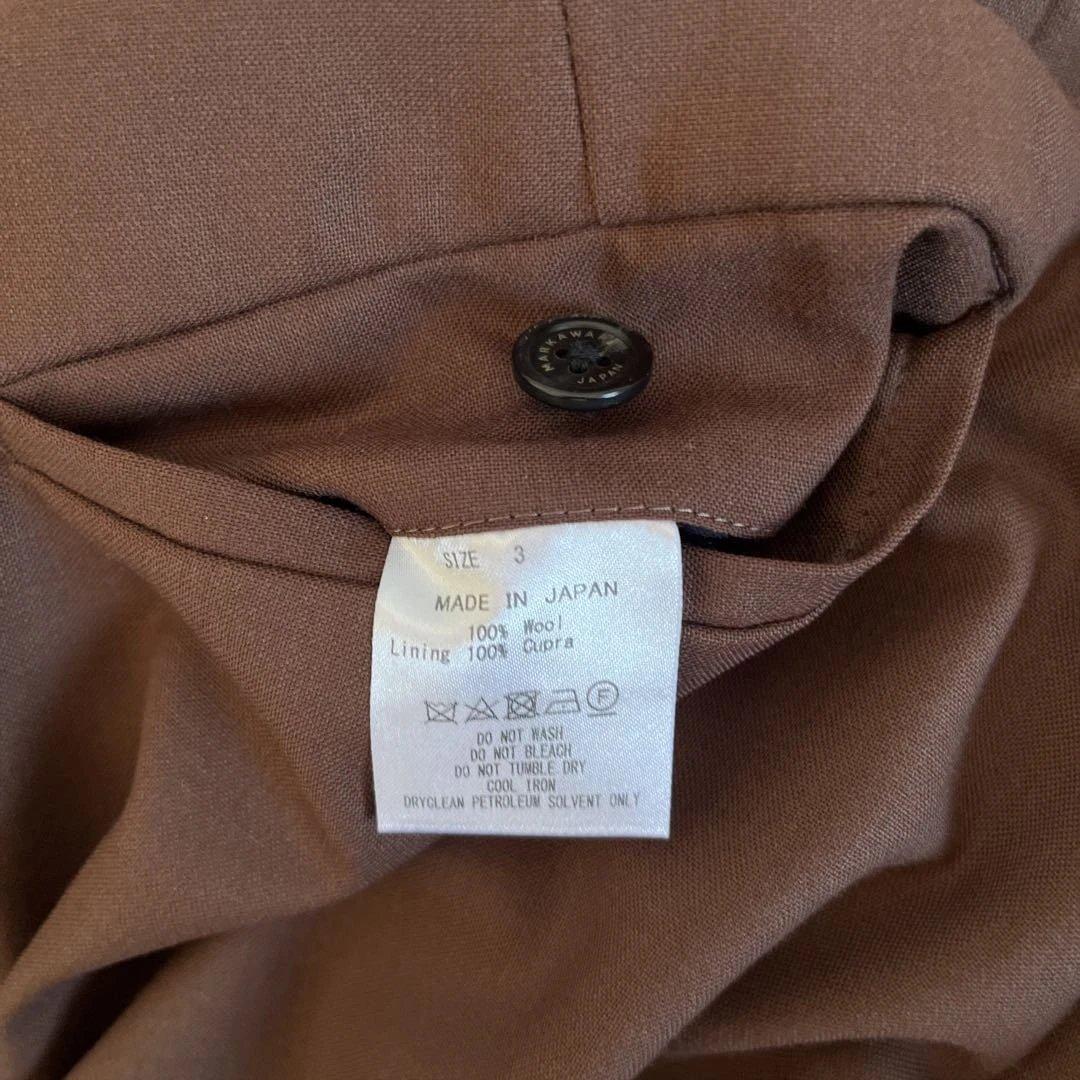 MARKAWARE
JAPAN
SIZE 3
MADE IN JAPAN
100% Wool
Lining 100% Cupra
F
DO NOT WASH
DO NOT BLEACH
DO NOT TUMBLE DRY
COOL IRON
DRYCLEAN PETROLEUM SOLVENT ONLY